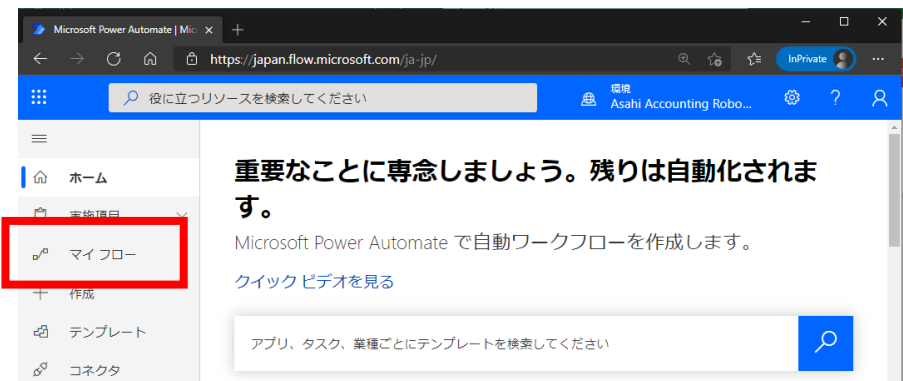 Microsoft Power Automate | Mic
https://japan.flow.microsoft.com/ja-jp/
InPrivate
役に立つリソースを検索してください
環境
Asahi Accounting Robo...
?
ホーム
実施項目
マイ フロー
作成
テンプレート
コネクタ
重要なことに専念しましょう。残りは自動化されま
す。
Microsoft Power Automate で自動ワークフローを作成します。
クイック ビデオを見る
アプリ、タスク、業種ごとにテンプレートを検索してください